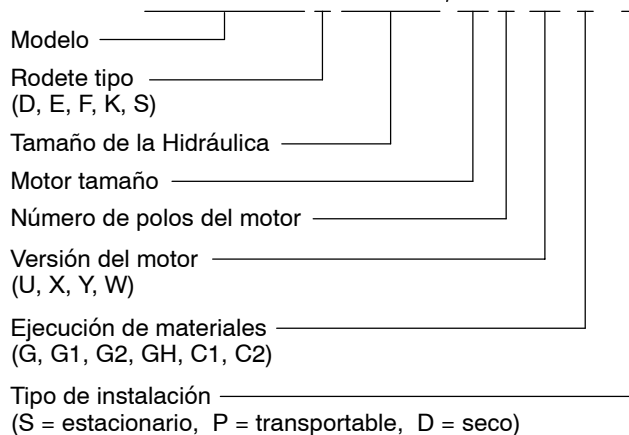 Modelo
Rodete tipo
(D, E, F, K, S)
Tamaño de la Hidráulica
Motor tamaño
Número de polos del motor
Versión del motor
(U, X, Y, W)
Ejecución de materiales
(G, G1, G2, GH, C1, C2)
Tipo de instalación
(S = estacionario, P = transportable, D = seco)